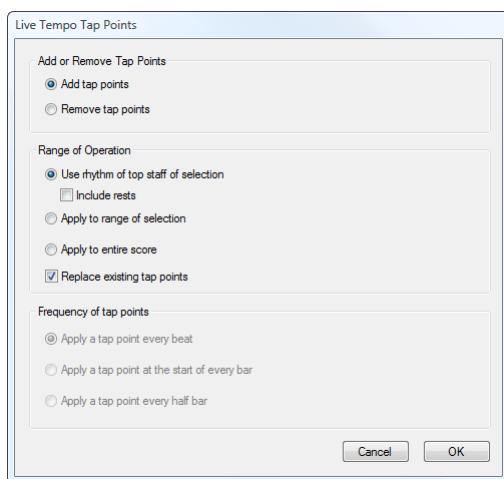 Live Tempo Tap Points
Add or Remove Tap Points
Add tap points
Remove tap points
Range of Operation
Use rhythm of top staff of selection
Include rests
Apply to range of selection
Apply to entire score
Replace existing tap points
Frequency of tap points
Apply a tap point every beat
Apply a tap point at the start of every bar
Apply a tap point every half bar
Cancel OK